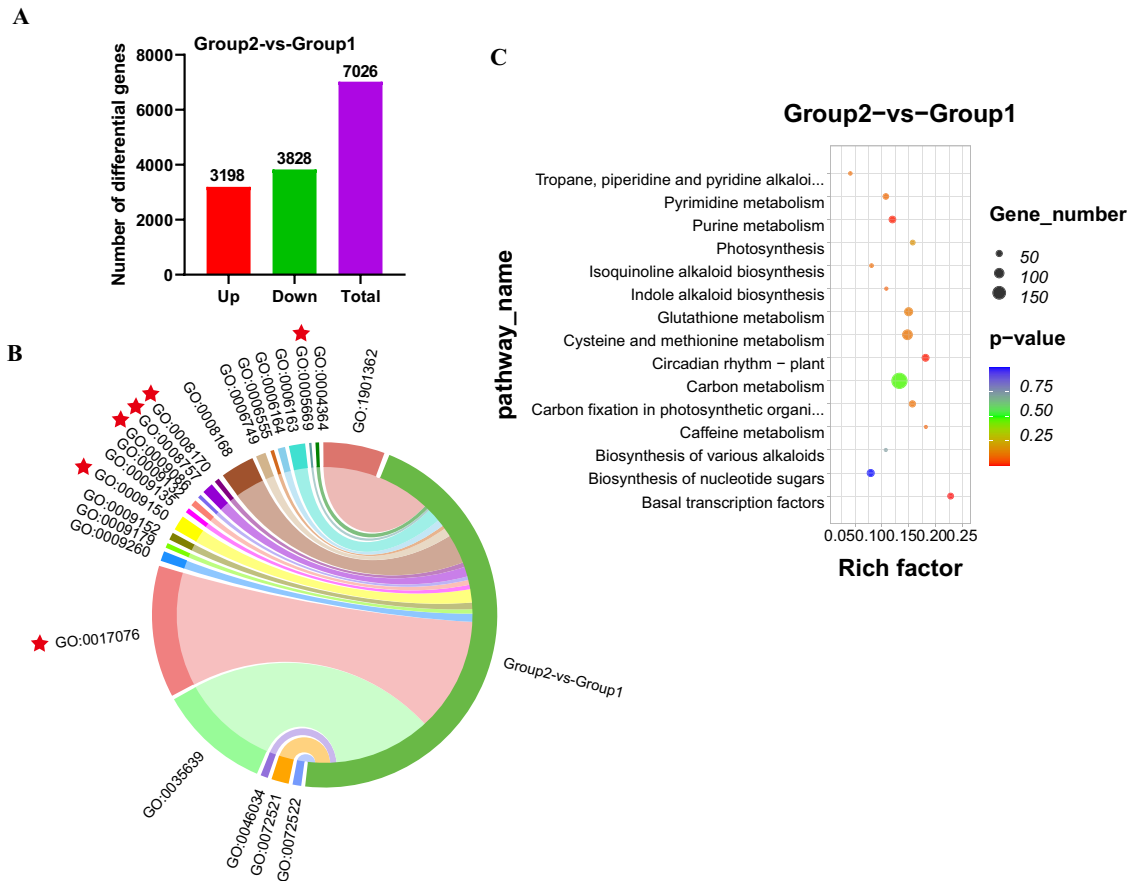 A
Group2-vs-Group1
Number of differential genes
8000
6000
4000
2000
0
3198
3828
7026
Up
Down
Total
B
GO:1901362
GO:0004364
GO:0005669
GO:0006163
GO:0006164
GO:0006555
GO:0006749
GO:0008168
GO:0008170
GO:0008757
GO:0009086
GO:0009132
GO:0009135
GO:0009150
GO:0009152
GO:0009179
GO:0009260
GO:0017076
GO:0035639
GO:0046034
GO:0072521
GO:0072522
Group2-vs-Group1
C
Group2−vs−Group1
pathway_name
Tropane, piperidine and pyridine alkaloi...
Pyrimidine metabolism
Purine metabolism
Photosynthesis
Isoquinoline alkaloid biosynthesis
Indole alkaloid biosynthesis
Glutathione metabolism
Cysteine and methionine metabolism
Circadian rhythm − plant
Carbon metabolism
Carbon fixation in photosynthetic organi...
Caffeine metabolism
Biosynthesis of various alkaloids
Biosynthesis of nucleotide sugars
Basal transcription factors
0.050.100.150.200.25
Rich factor
Gene_number
50
100
150
p−value
0.75
0.50
0.25